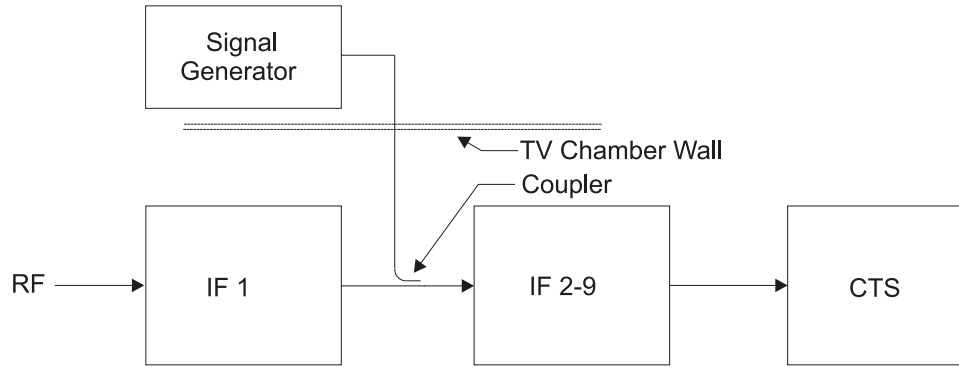 Signal
Generator
TV Chamber Wall
Coupler
RF
IF 1
IF 2-9
CTS